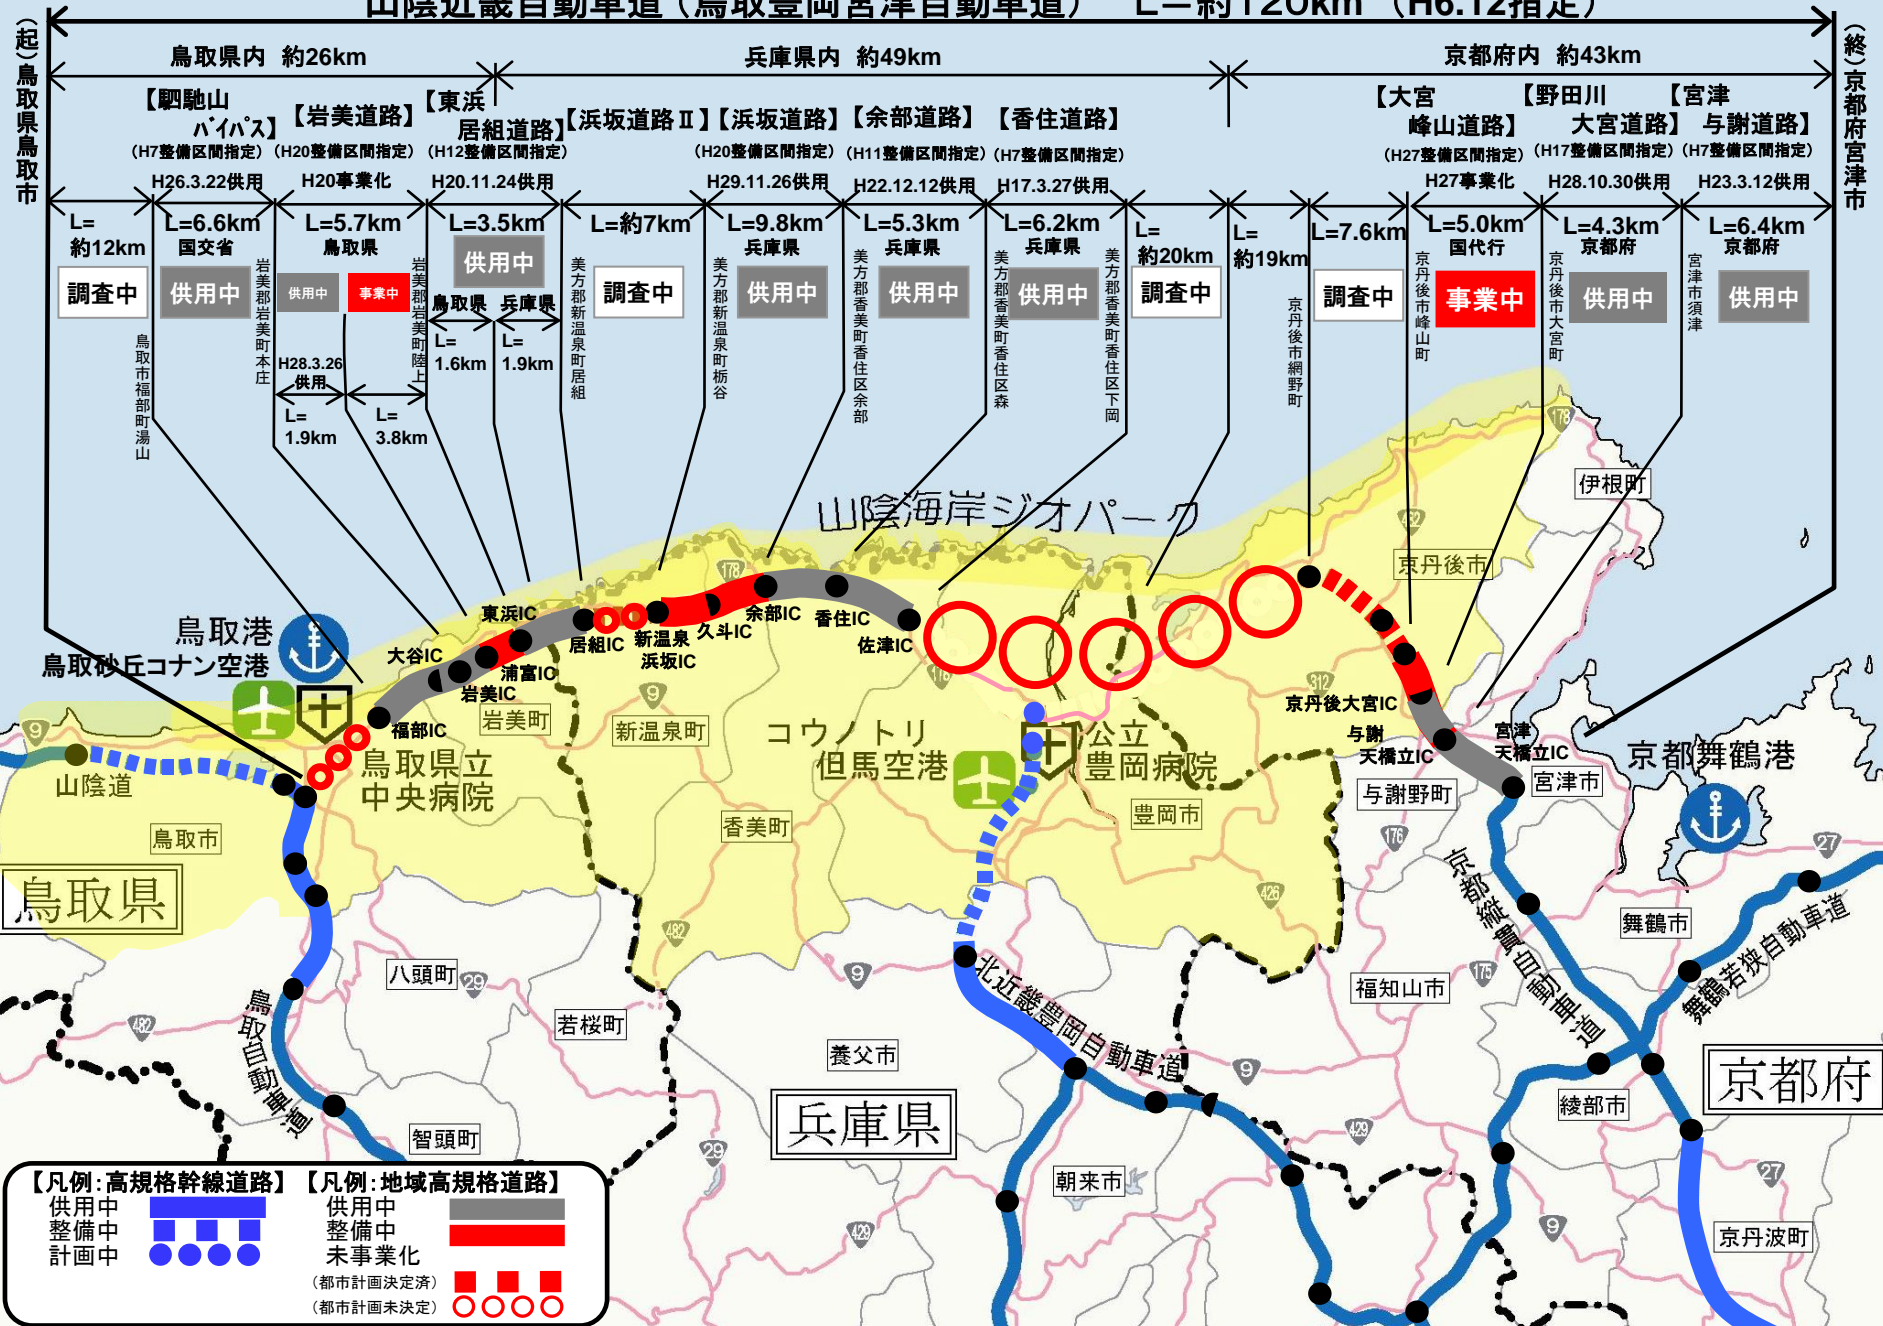 山陰近畿自動車道（鳥取豊岡宮津自動車道） L=約120km（H6.12指定）
（起）鳥取県鳥取市
（終）京都府宮津市
鳥取県内 約26km
兵庫県内 約49km
京都府内 約43km
【駟馳山
バイパス】
（H7整備区間指定）
H26.3.22供用
【岩美道路】
（H20整備区間指定）
H20事業化
【東浜
居組道路】
（H12整備区間指定）
H20.11.24供用
【浜坂道路Ⅱ】
【浜坂道路】
（H20整備区間指定）
H29.11.26供用
【余部道路】
（H11整備区間指定）
H22.12.12供用
【香住道路】
（H7整備区間指定）
H17.3.27供用
【大宮
峰山道路】
（H27整備区間指定）
H27事業化
【野田川
大宮道路】
（H17整備区間指定）
H28.10.30供用
【宮津
与謝道路】
（H7整備区間指定）
H23.3.12供用
L=
約12km
調査中
L=6.6km
国交省
供用中
L=5.7km
鳥取県
供用中
事業中
L=3.5km
供用中
L=約7km
調査中
L=9.8km
兵庫県
供用中
L=5.3km
兵庫県
供用中
L=6.2km
兵庫県
供用中
L=
約20km
調査中
L=
約19km
L=7.6km
調査中
L=5.0km
国代行
事業中
L=4.3km
京都府
供用中
L=6.4km
京都府
供用中
鳥取県
兵庫県
L=
1.6km
L=
1.9km
H28.3.26
供用
L=
1.9km
L=
3.8km
鳥取市福部町湯山
岩美郡岩美町本庄
岩美郡岩美町陸上
美方郡新温泉町居組
美方郡新温泉町栃谷
美方郡香美町香住区余部
美方郡香美町香住区森
美方郡香美町香住区下岡
京丹後市網野町
京丹後市峰山町
京丹後市大宮町
宮津市須津
山陰海岸ジオパーク
178
伊根町
482
京丹後市
178
鳥取港
鳥取砂丘コナン空港
東浜IC
大谷IC
浦富IC
岩美IC
居組IC
新温泉
浜坂IC
久斗IC
余部IC
香住IC
佐津IC
178
312
京丹後大宮IC
与謝
天橋立IC
宮津
天橋立IC
福部IC
岩美町
9
新温泉町
コウノトリ
但馬空港
公立
豊岡病院
京都舞鶴港
9
山陰道
鳥取県立
中央病院
与謝野町
宮津市
鳥取市
香美町
豊岡市
176
27
鳥取県
426
482
京都縦貫自動車道
舞鶴市
舞鶴若狭自動車道
八頭町
29
9
北近畿豊岡自動車道
福知山市
175
鳥取自動車道
482
若桜町
養父市
9
京都府
兵庫県
綾部市
智頭町
29
429
朝来市
27
429
9
京丹波町
【凡例:高規格幹線道路】
供用中
整備中
計画中
【凡例:地域高規格道路】
供用中
整備中
未事業化
（都市計画決定済）
（都市計画未決定）